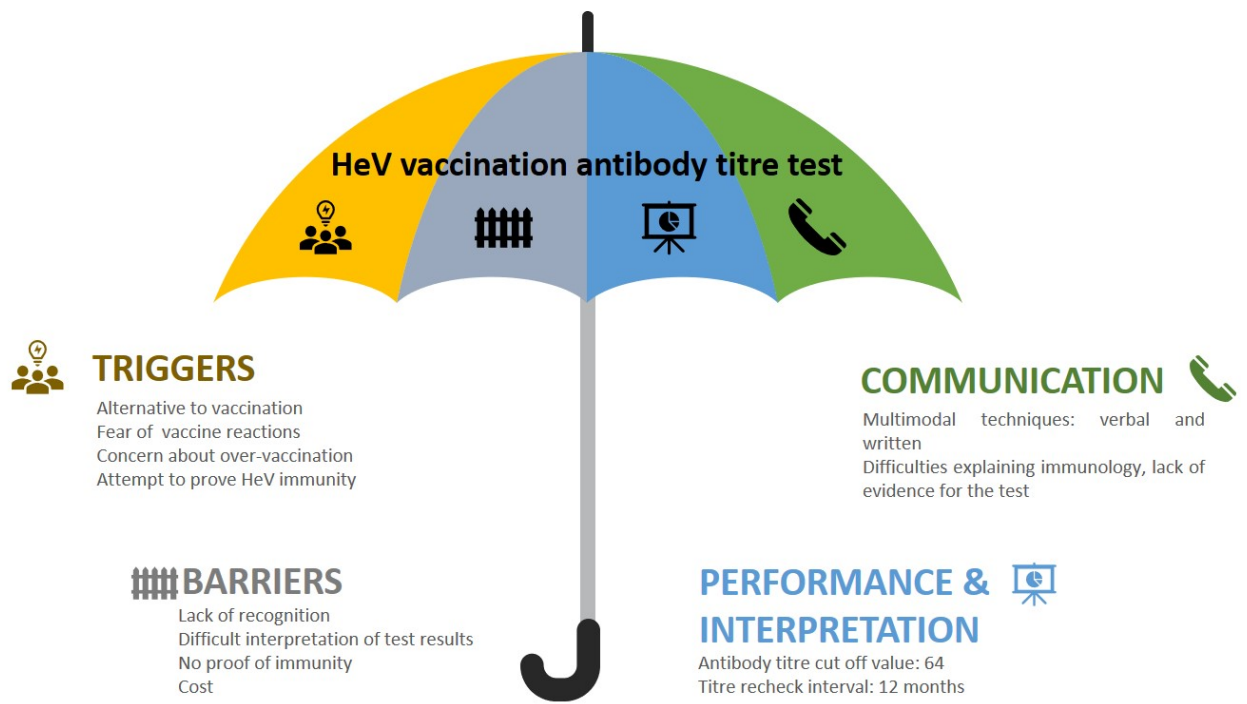 HeV vaccination antibody titre test
TRIGGERS
Alternative to vaccination
Fear of vaccine reactions
Concern about over-vaccination
Attempt to prove HeV immunity
COMMUNICATION
Multimodal techniques: verbal and
written
Difficulties explaining immunology, lack of
evidence for the test
BARRIERS
Lack of recognition
Difficult interpretation of test results
No proof of immunity
Cost
PERFORMANCE &
INTERPRETATION
Antibody titre cut off value: 64
Titre recheck interval: 12 months